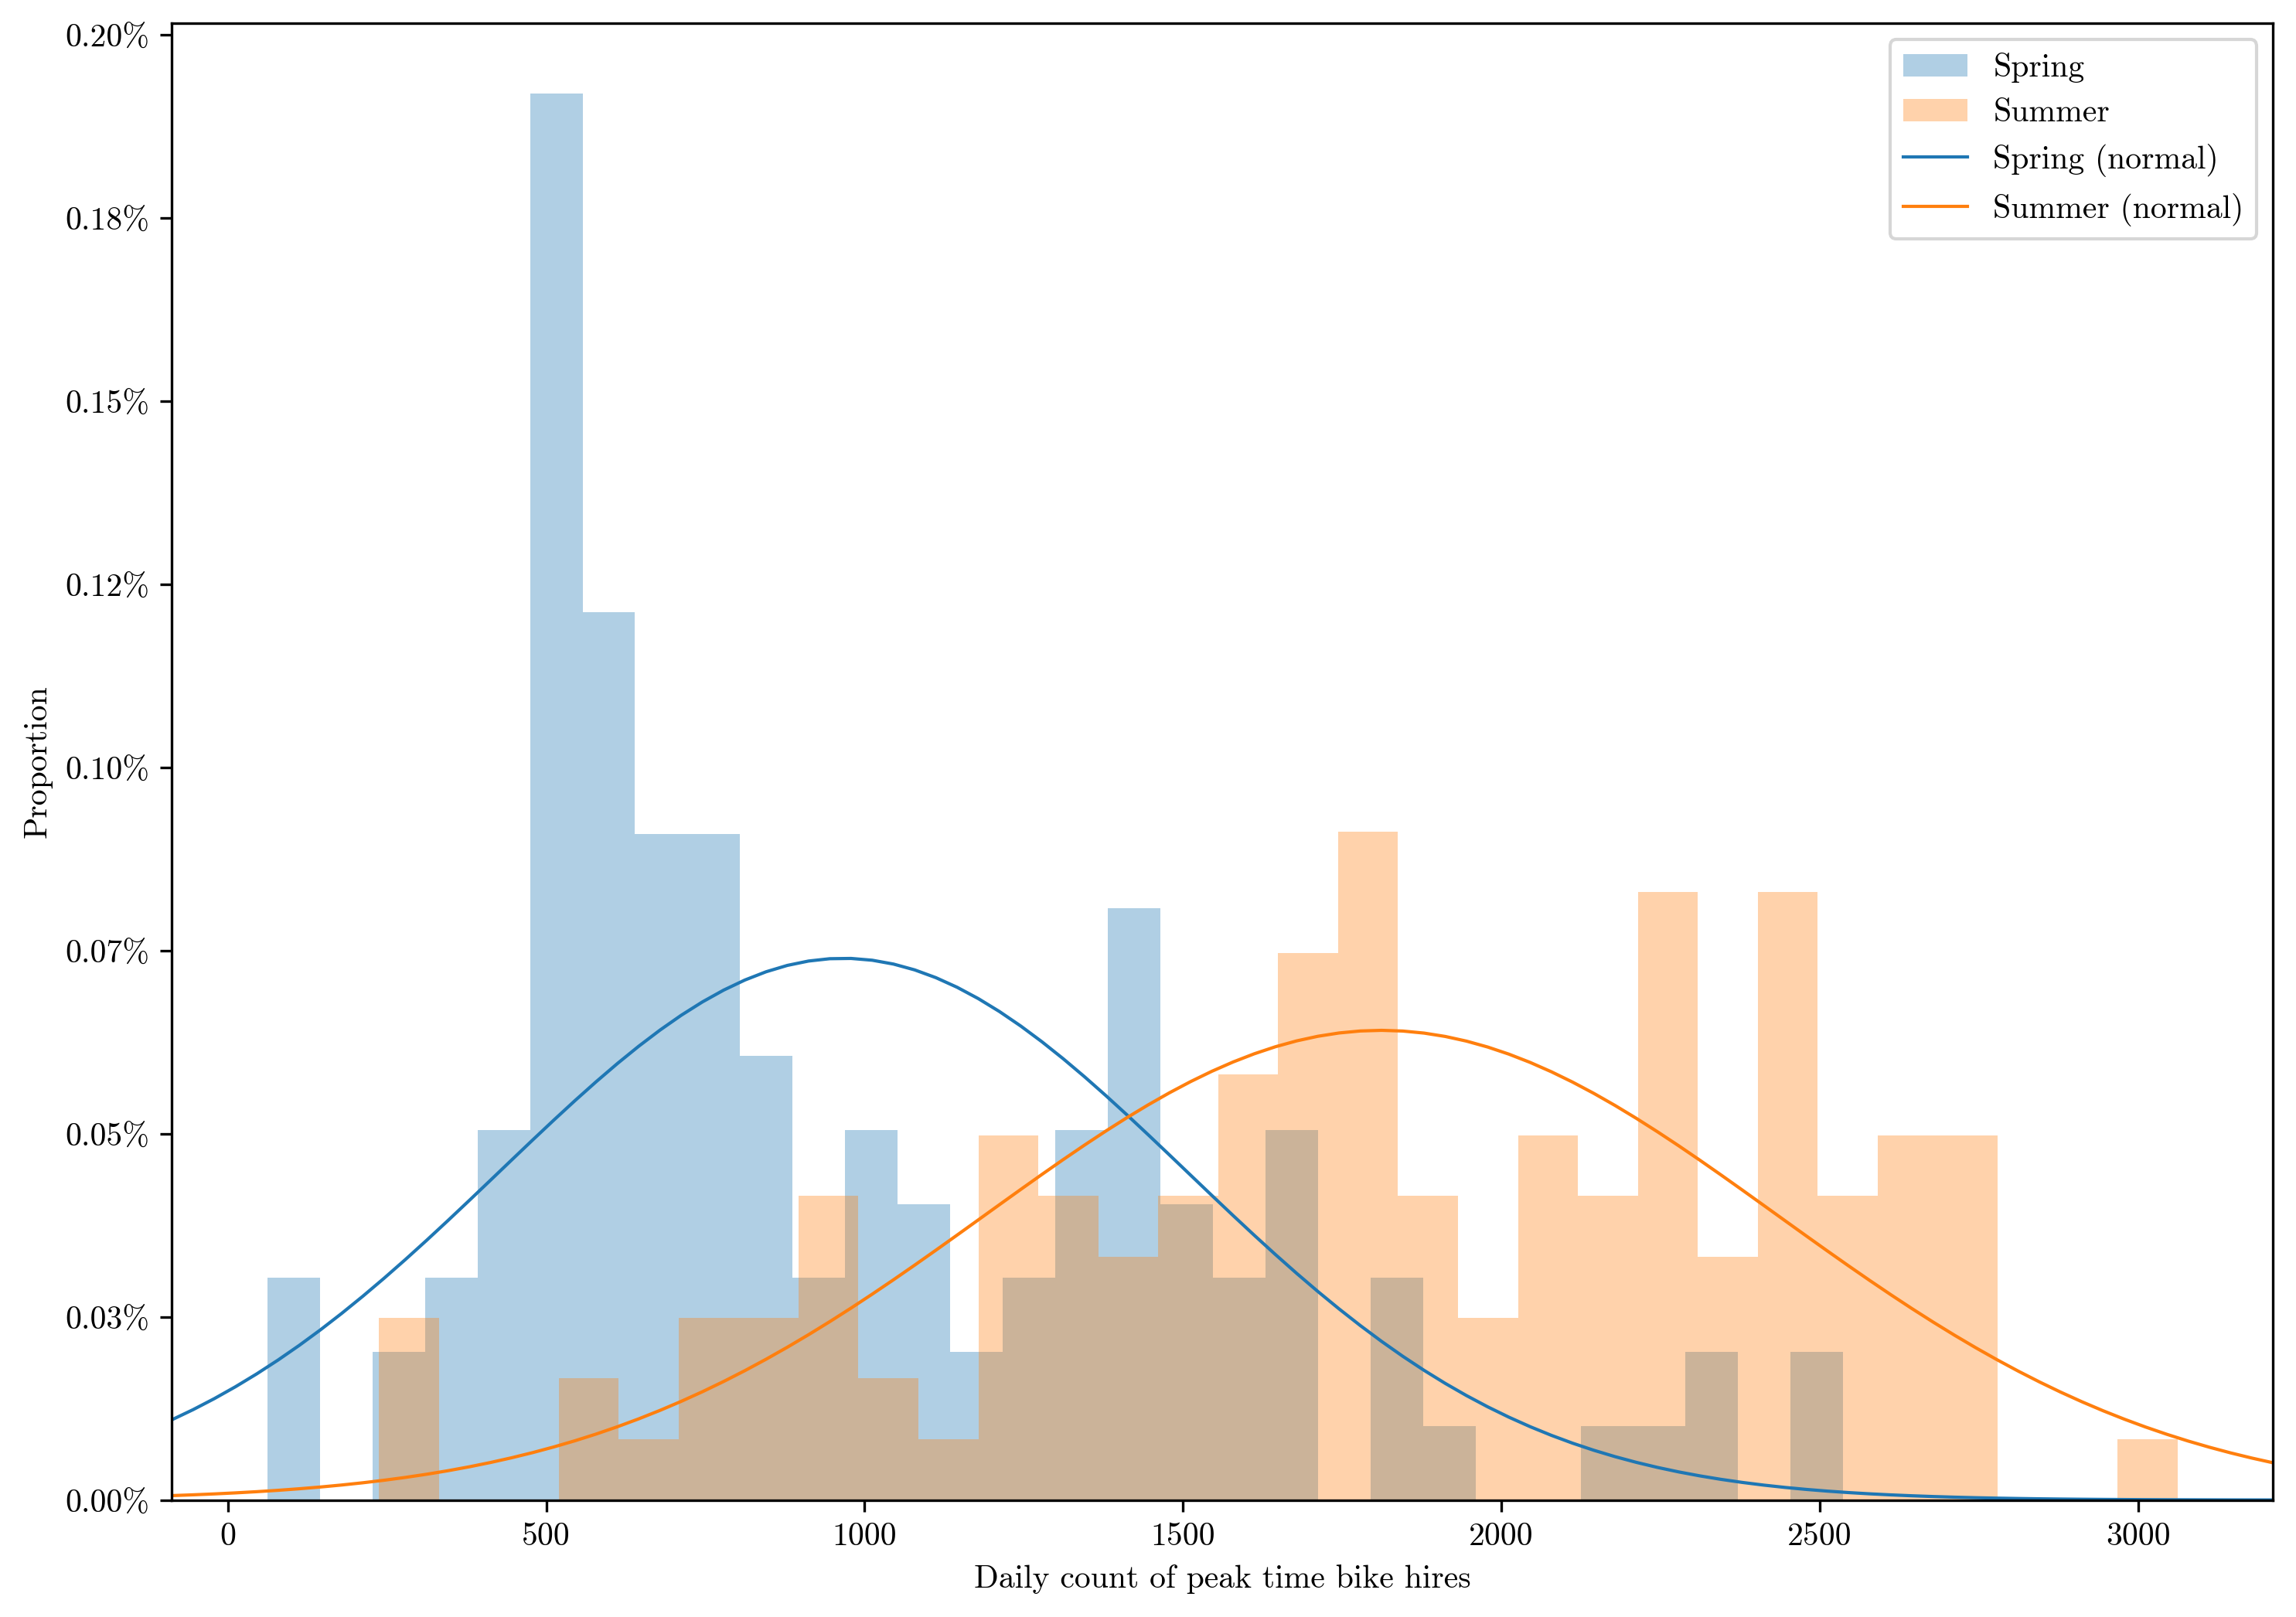 0.20%
0.18%
0.15%
0.12%
0.10%
0.07%
0.05%
0.03%
0.00%
Proportion
Spring
Summer
Spring (normal)
Summer (normal)
0 500 1000 1500 2000 2500 3000
Daily count of peak time bike hires